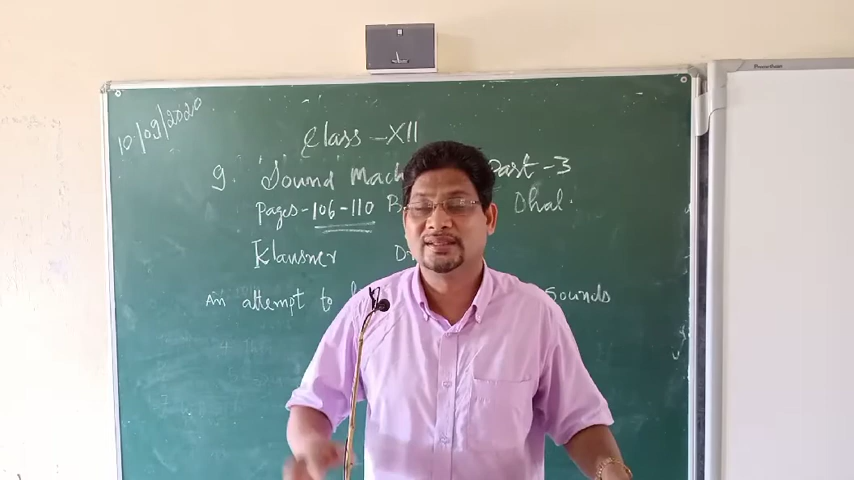 10/09/2020
Class - XII
9. 'Sound Mach Part - 3
Pages - 106 - 110 B Dhal.
Klausner D
An attempt to Sounds